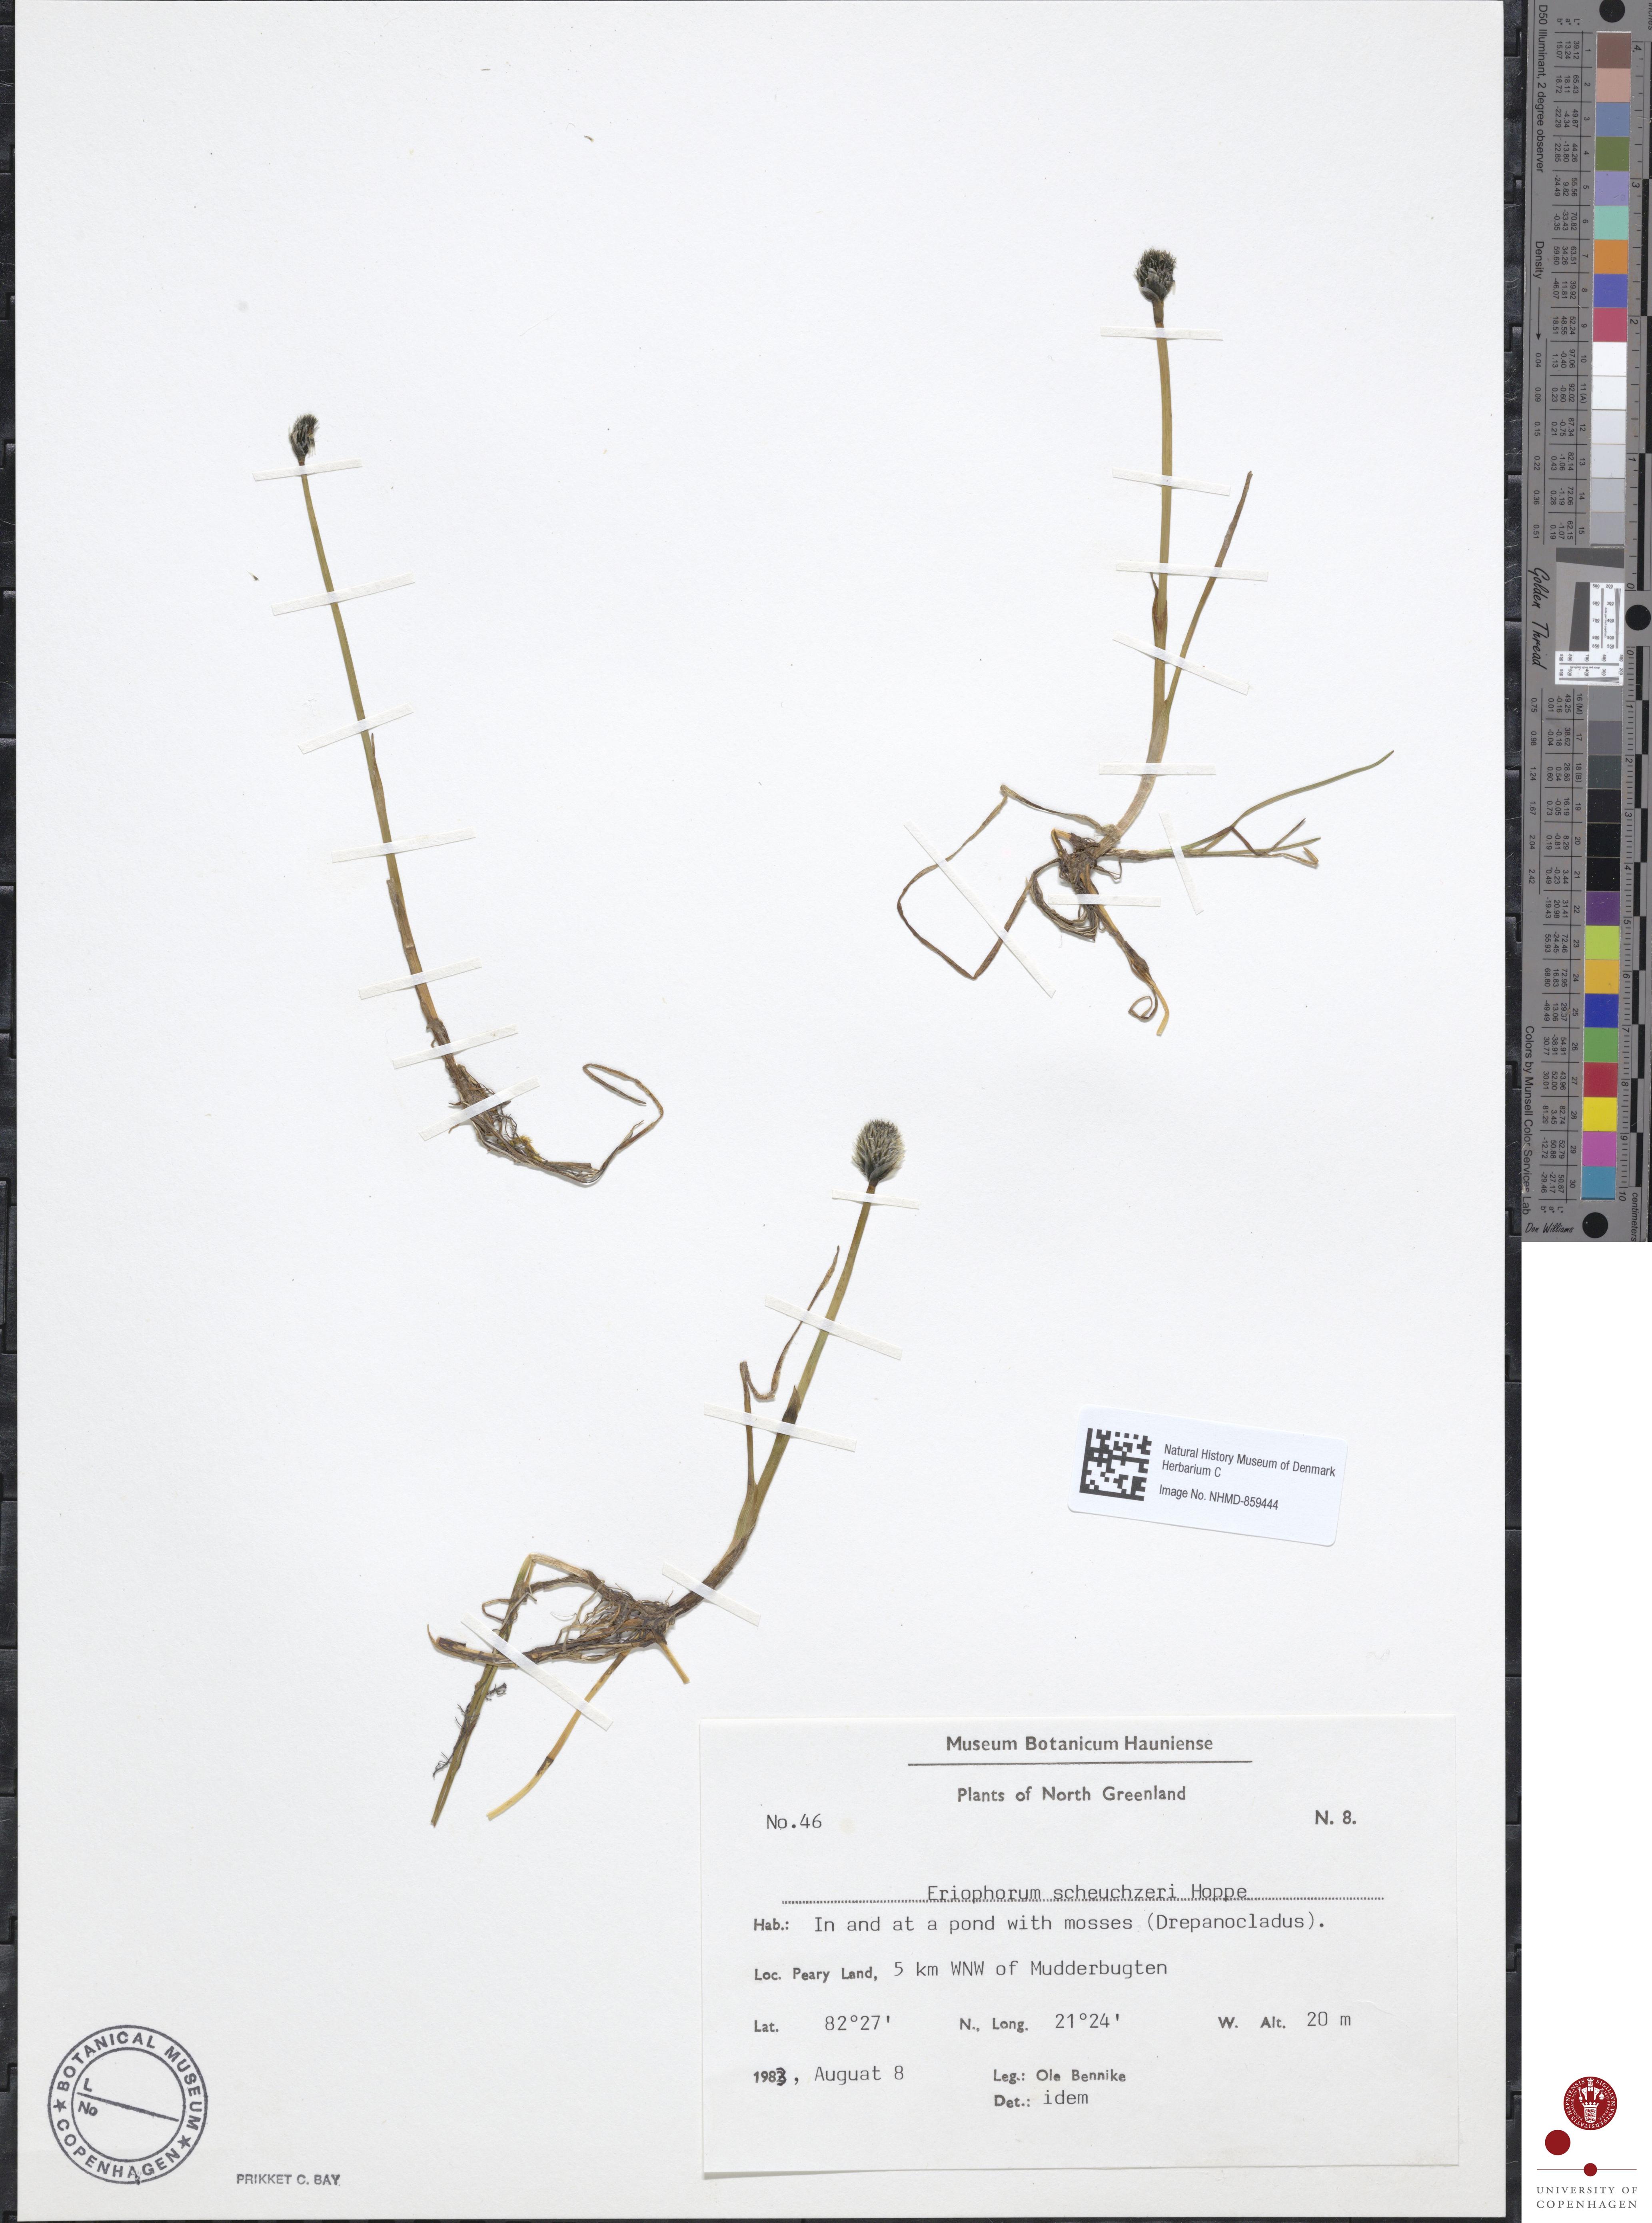 Natural History Museum of Denmark
Herbarium C
Image No. NHMD-859444
Museum Botanicum Hauniense
Plants of North Greenland
No.46 N. 8.
Eriophorum scheuchzeri Hoppe
Hab.: In and at a pond with mosses (Drepanocladus).
Loc. Peary Land, 5 km WNW of Mudderbugten
Lat. 82°27' N., Long. 21°24' W. Alt. 20 m
1983, Auguat 8 Leg.: Ole Bennike
Det.: idem
BOTANICAL MUSEUM
L
No
COPENHAGEN
PRIKKET C. BAY
D50 Illuminant, 2 degree observer
Density
Golden Thread
Colors by Munsell Color Services Lab
Don Williams
centimeters
UNIVERSITY OF
COPENHAGEN